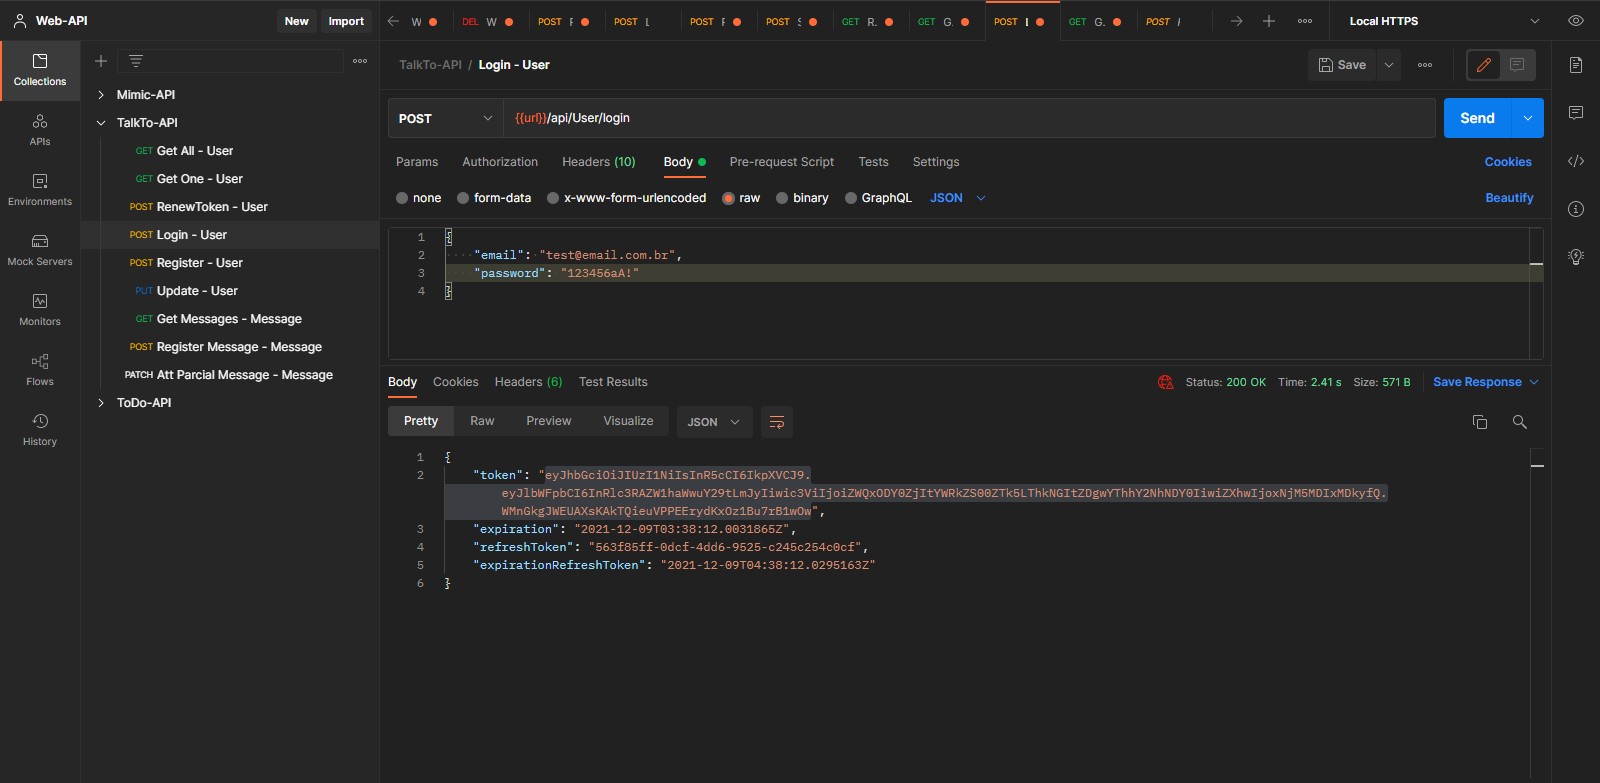 Web-API
New
Import
W
DEL W
POST F
POST L
POST F
POST S
GET R.
GET G.
POST
GET G.
POST
Local HTTPS
Collections
APIs
Environments
Mock Servers
Monitors
Flows
History
Mimic-API
TalkTo-API
GET Get All - User
GET Get One - User
POST RenewToken - User
POST Login - User
POST Register - User
PUT Update - User
GET Get Messages - Message
POST Register Message - Message
PATCH Att Parcial Message - Message
ToDo-API
TalkTo-API / Login - User
Save
POST
{{url}}/api/User/login
Send
Params Authorization Headers (10) Body Pre-request Script Tests Settings
Cookies
none form-data x-www-form-urlencoded raw binary GraphQL JSON
Beautify
1 {
2 "email": "test@email.com.br",
3 "password": "123456aA!"
4 }
Body Cookies Headers (6) Test Results
Status: 200 OK Time: 2.41 s Size: 571 B
Save Response
Pretty Raw Preview Visualize JSON
1 {
2 "token": "eyJhbGciOiJIUzI1NiIsInR5cCI6IkpXVCJ9.
eyJlbWFpbCI6InRlc3RAZW1haWwuY29tLmJyIiwic3ViIjoiZWQxODY0ZjItYWRkZS00ZTk5LThkNGItZDgwYThhY2NhNDY0IiwiZXhwIjoxNjM5MDIxMDkyfQ.
WMnGkgJWEUAXsKAkTQieuVPPEErydKxOz1Bu7rB1wOw",
3 "expiration": "2021-12-09T03:38:12.0031865Z",
4 "refreshToken": "563f85ff-0dcf-4dd6-9525-c245c254c0cf",
5 "expirationRefreshToken": "2021-12-09T04:38:12.0295163Z"
6 }